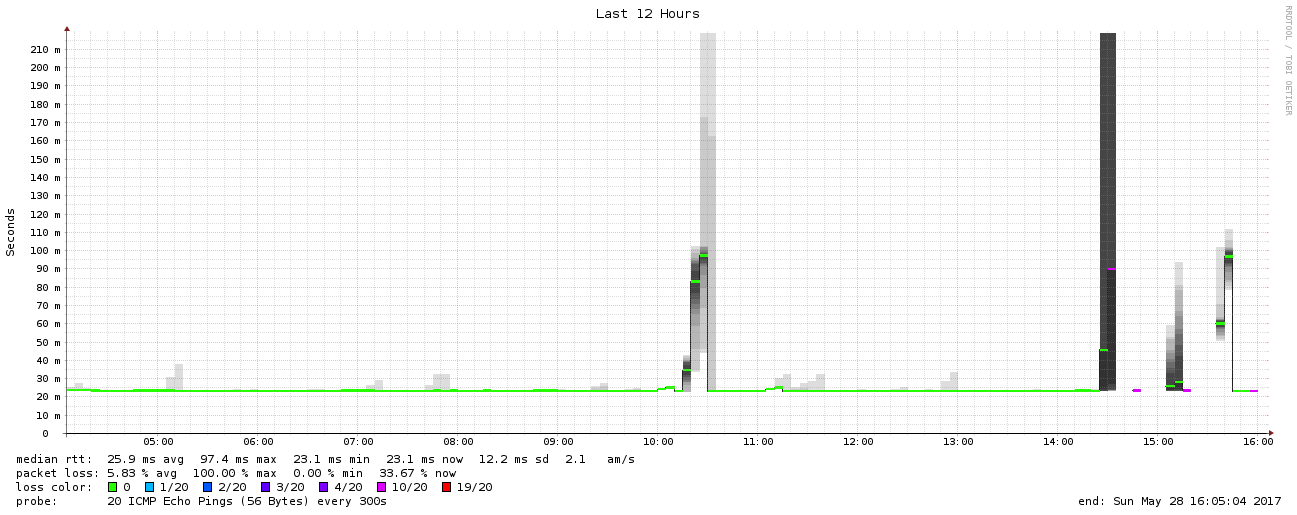 Last 12 Hours
RRDTOOL / TOBI OETIKER
Seconds
210 m
200 m
190 m
180 m
170 m
160 m
150 m
140 m
130 m
120 m
110 m
100 m
90 m
80 m
70 m
60 m
50 m
40 m
30 m
20 m
10 m
0
05:00 06:00 07:00 08:00 09:00 10:00 11:00 12:00 13:00 14:00 15:00 16:00
median rtt: 25.9 ms avg 97.4 ms max 23.1 ms min 23.1 ms now 12.2 ms sd 2.1 am/s
packet loss: 5.83 % avg 100.00 % max 0.00 % min 33.67 % now
loss color: 0 1/20 2/20 3/20 4/20 10/20 19/20
probe: 20 ICMP Echo Pings (56 Bytes) every 300s end: Sun May 28 16:05:04 2017